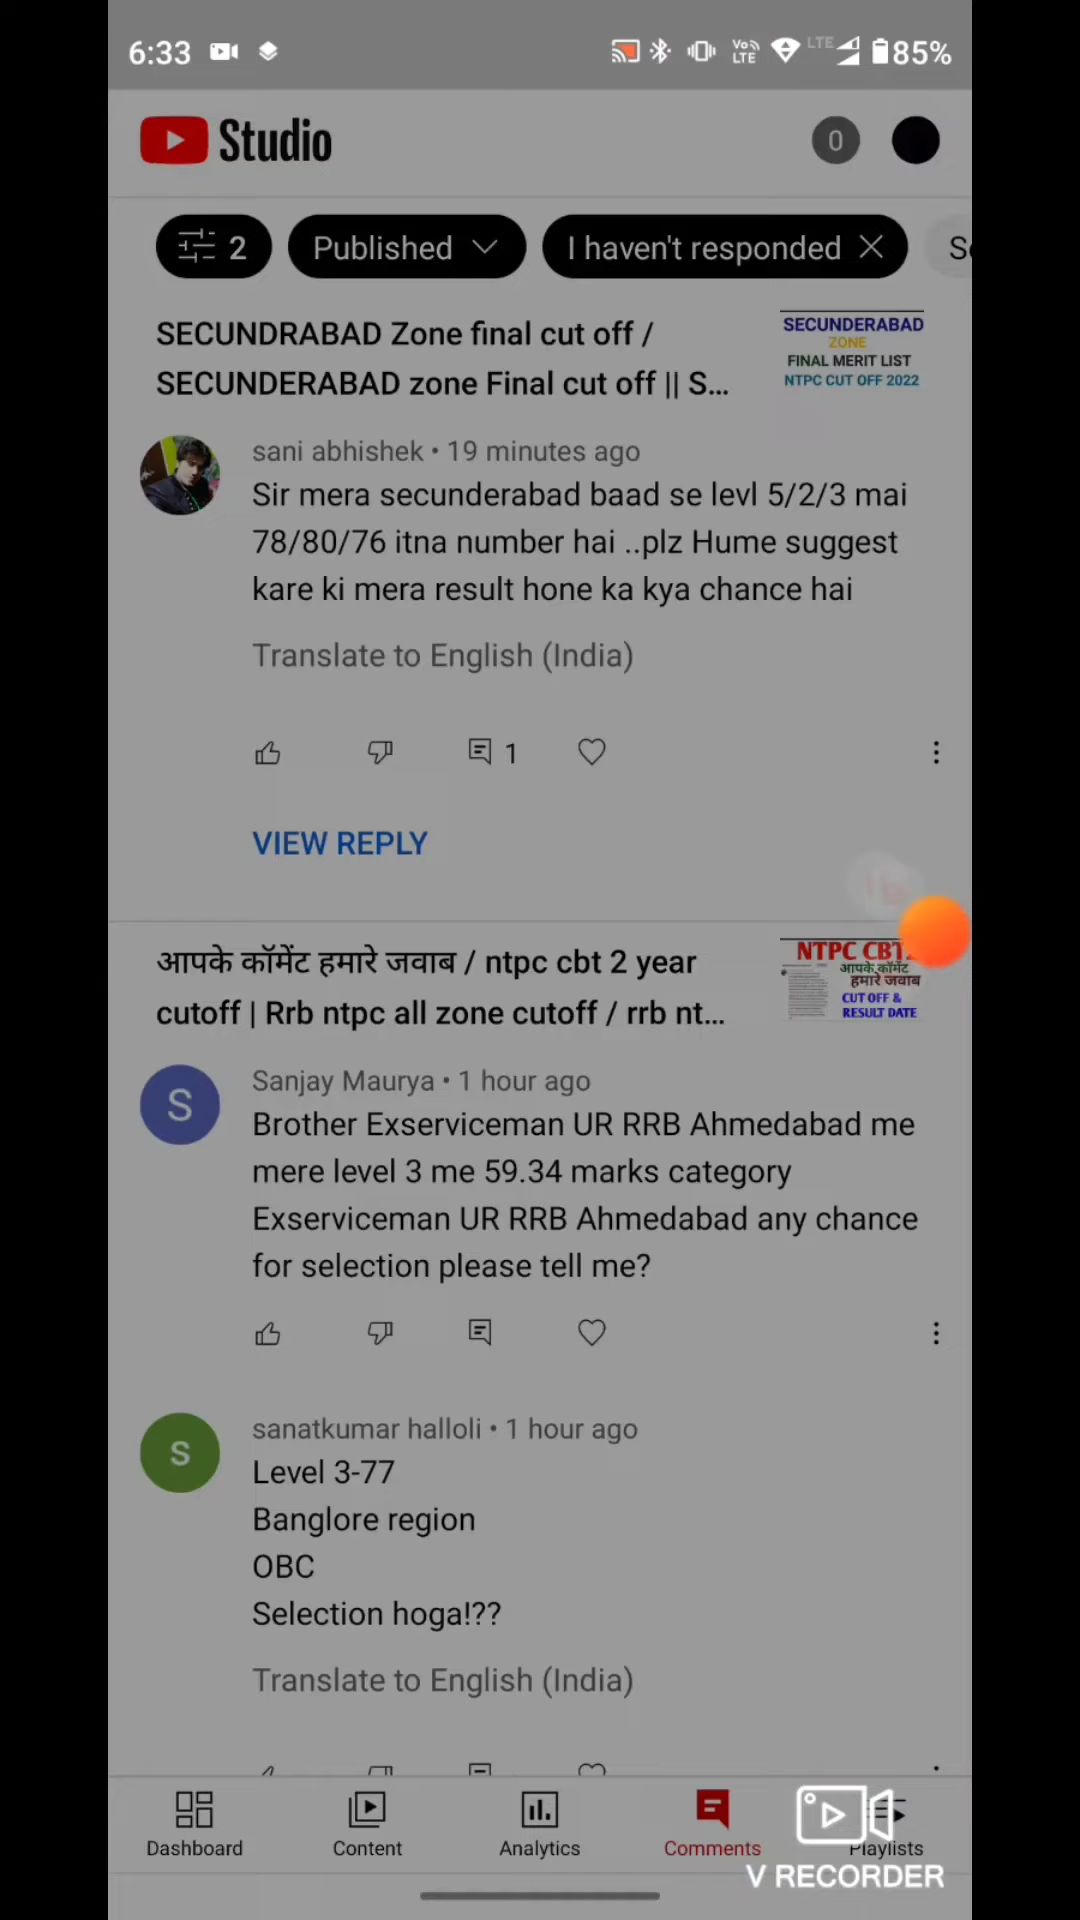 6:33
Vo LTE
LTE
85%
Studio
0
2
Published
I haven't responded
SECUNDRABAD Zone final cut off /
SECUNDERABAD zone Final cut off || S...
SECUNDERABAD
ZONE
FINAL MERIT LIST
NTPC CUT OFF 2022
sani abhishek • 19 minutes ago
Sir mera secunderabad baad se levl 5/2/3 mai
78/80/76 itna number hai ..plz Hume suggest
kare ki mera result hone ka kya chance hai
Translate to English (India)
1
VIEW REPLY
आपके कॉमेंट हमारे जवाब / ntpc cbt 2 year
cutoff | Rrb ntpc all zone cutoff / rrb nt...
NTPC CBT
आपके कॉमेंट
हमारे जवाब
CUT OFF &
RESULT DATE
S
Sanjay Maurya • 1 hour ago
Brother Exserviceman UR RRB Ahmedabad me
mere level 3 me 59.34 marks category
Exserviceman UR RRB Ahmedabad any chance
for selection please tell me?
S
sanatkumar halloli • 1 hour ago
Level 3-77
Banglore region
OBC
Selection hoga!??
Translate to English (India)
Dashboard
Content
Analytics
Comments
Playlists
V RECORDER